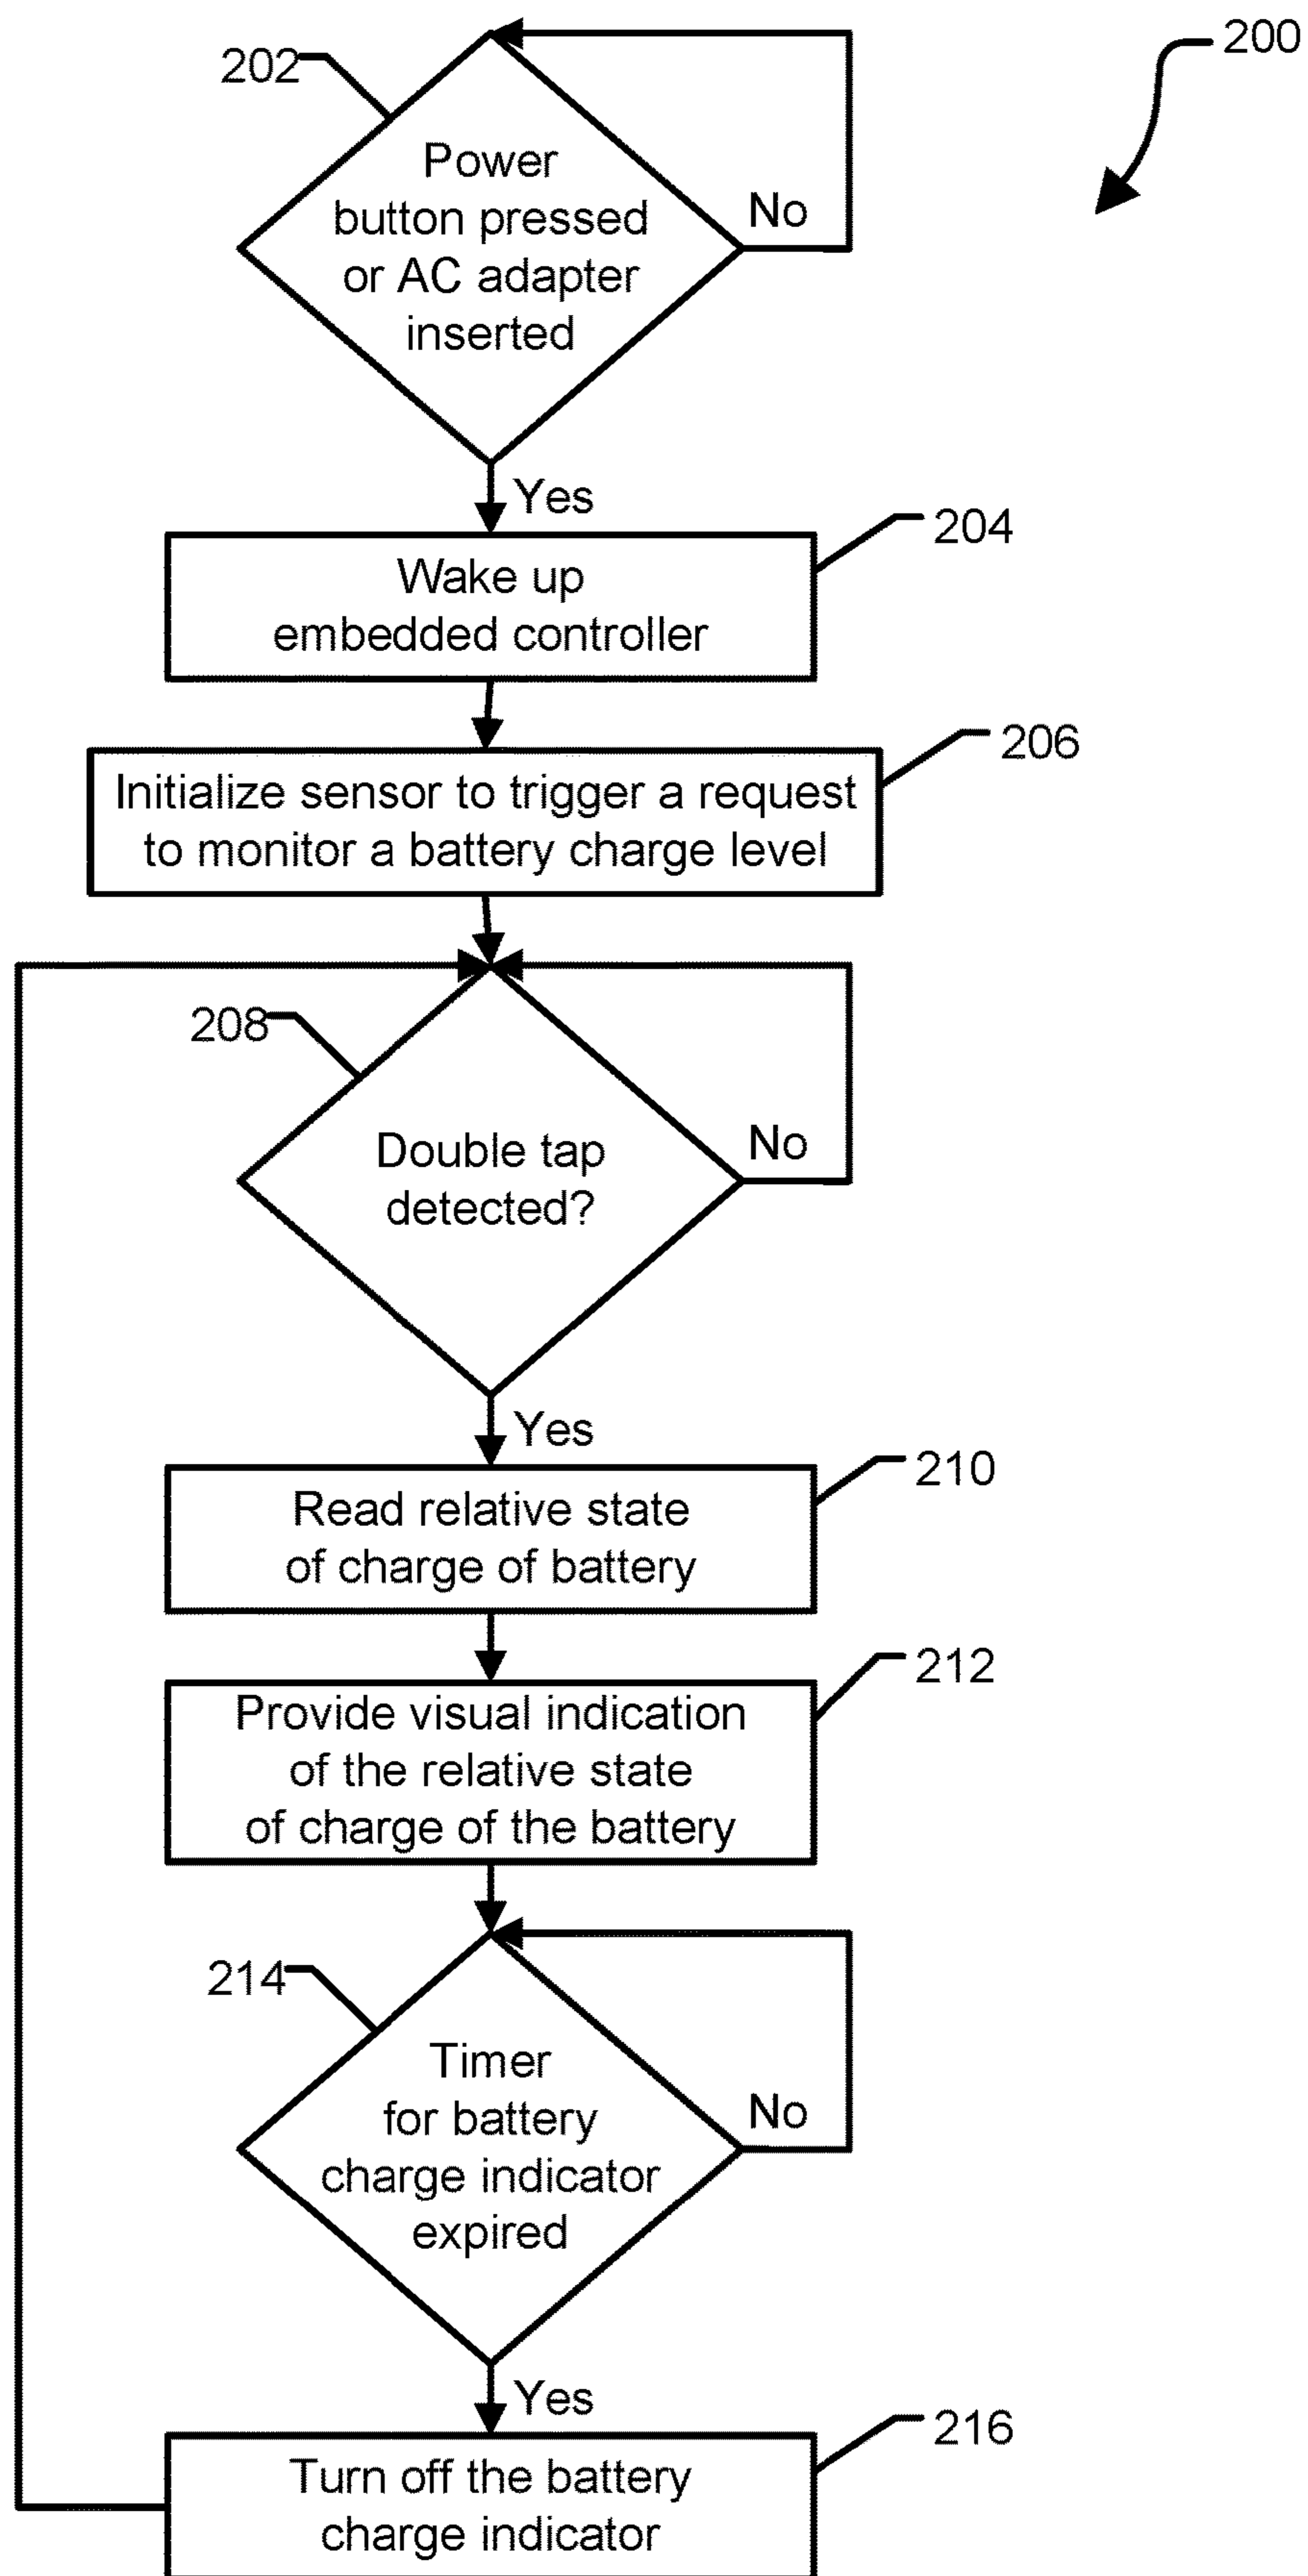 200
202
Power
button pressed
or AC adapter
inserted
No
Yes
204
Wake up
embedded controller
206
Initialize sensor to trigger a request
to monitor a battery charge level
208
Double tap
detected?
No
Yes
210
Read relative state
of charge of battery
212
Provide visual indication
of the relative state
of charge of the battery
214
Timer
for battery
charge indicator
expired
No
Yes
216
Turn off the battery
charge indicator